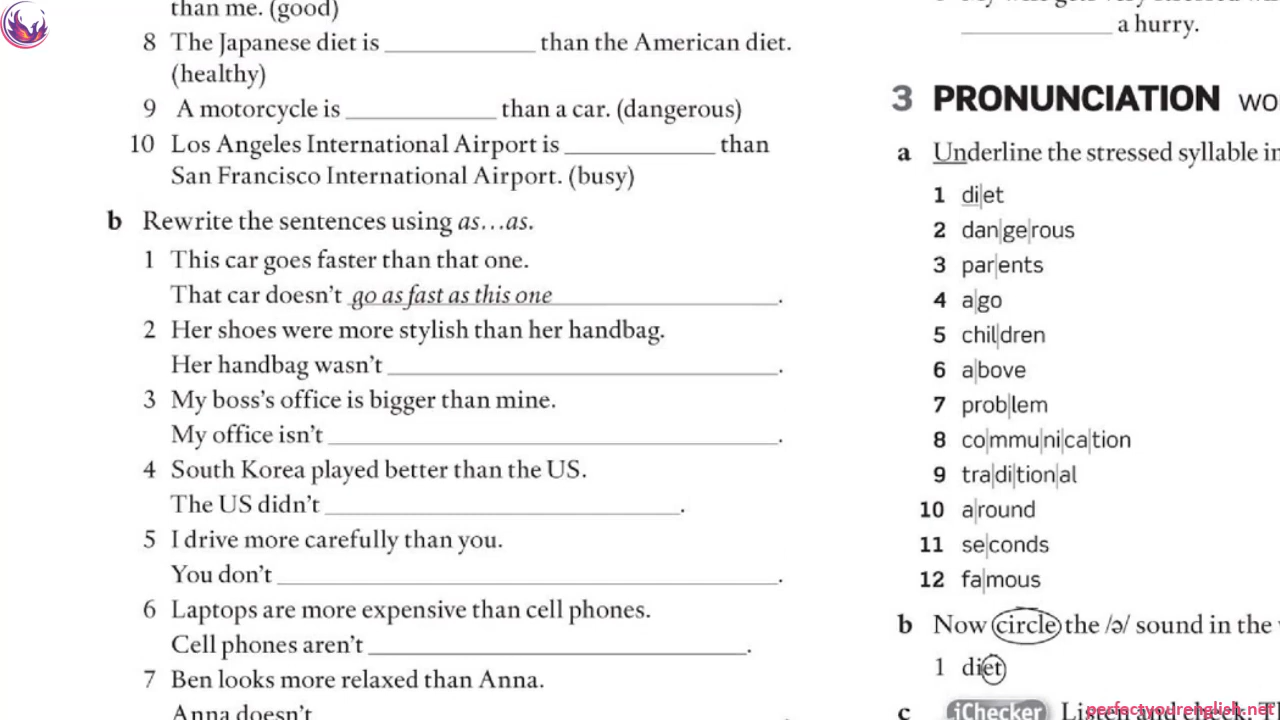 than me. (good)
8 The Japanese diet is ____________ than the American diet.
(healthy)
9 A motorcycle is ____________ than a car. (dangerous)
10 Los Angeles International Airport is ____________ than
San Francisco International Airport. (busy)
b Rewrite the sentences using as…as.
1 This car goes faster than that one.
That car doesn't go as fast as this one____________.
2 Her shoes were more stylish than her handbag.
Her handbag wasn't ____________.
3 My boss's office is bigger than mine.
My office isn't ____________.
4 South Korea played better than the US.
The US didn't ____________.
5 I drive more carefully than you.
You don't ____________.
6 Laptops are more expensive than cell phones.
Cell phones aren't ____________.
7 Ben looks more relaxed than Anna.
Anna doesn't
____________ a hurry.
3 PRONUNCIATION wo
a Underline the stressed syllable in
1 di|et
2 dan|ge|rous
3 par|ents
4 a|go
5 chil|dren
6 a|bove
7 prob|lem
8 co|mmu|ni|ca|tion
9 tra|di|tion|al
10 a|round
11 se|conds
12 fa|mous
b Now circle the /ə/ sound in the
1 diet
c iChecker Listen and check. Th
perfectyourenglish.net